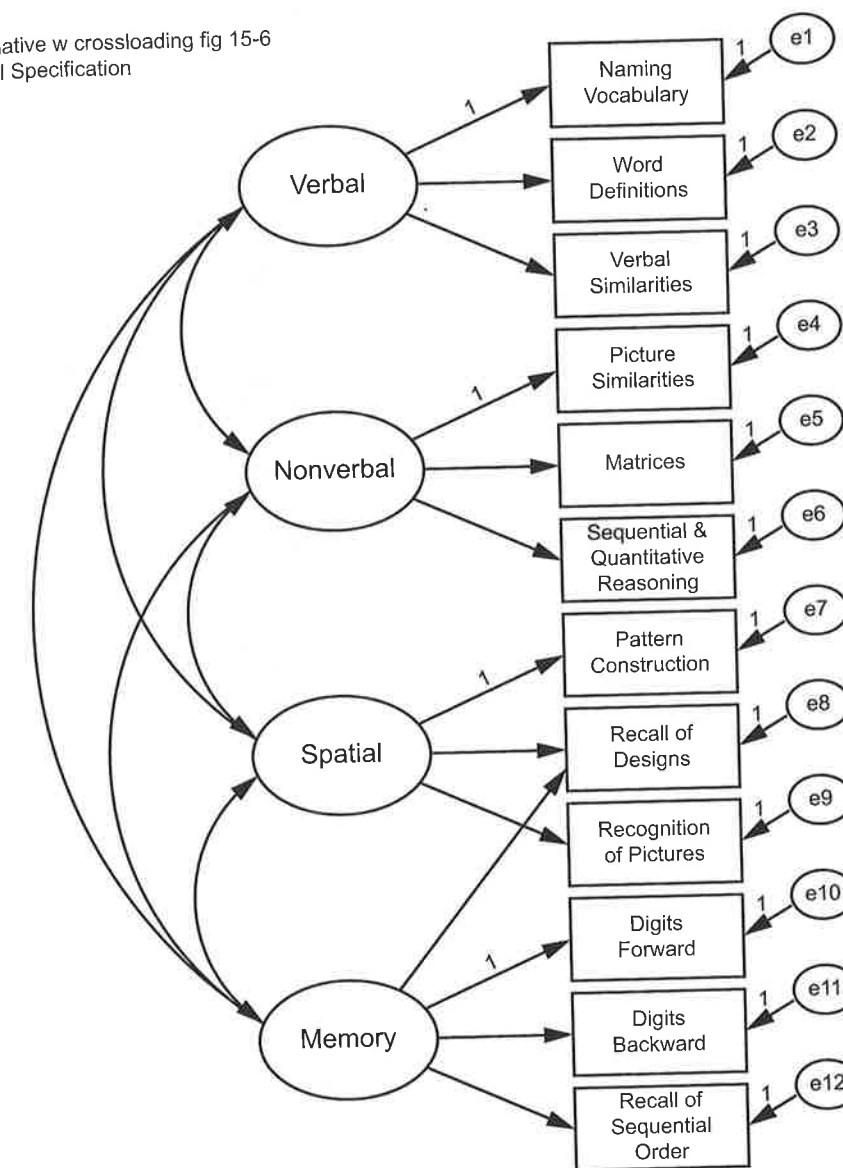 ative w crossloading fig 15-6
l Specification
Naming
Vocabulary
1
e1
1
Verbal
Word
Definitions
1
e2
Verbal
Similarities
1
e3
Picture
Similarities
1
e4
1
Nonverbal
Matrices
1
e5
Sequential &
Quantitative
Reasoning
1
e6
Pattern
Construction
1
e7
1
Spatial
Recall of
Designs
1
e8
Recognition
of Pictures
1
e9
Digits
Forward
1
e10
1
Memory
Digits
Backward
1
e11
Recall of
Sequential
Order
1
e12